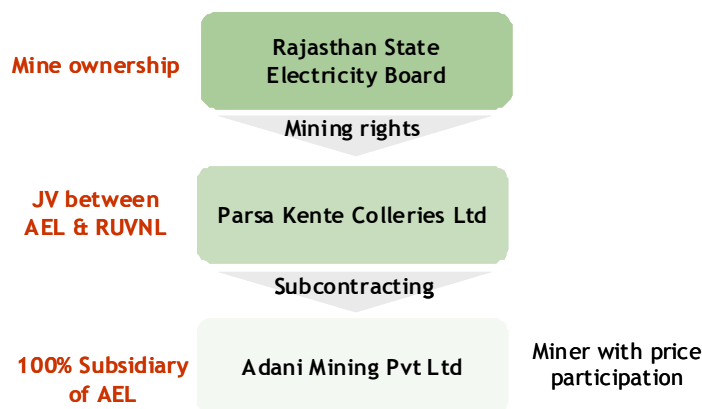 Mine ownership
Rajasthan State
Electricity Board
Mining rights
JV between
AEL & RUVNL
Parsa Kente Colleries Ltd
Subcontracting
100% Subsidiary
of AEL
Adani Mining Pvt Ltd
Miner with price
participation